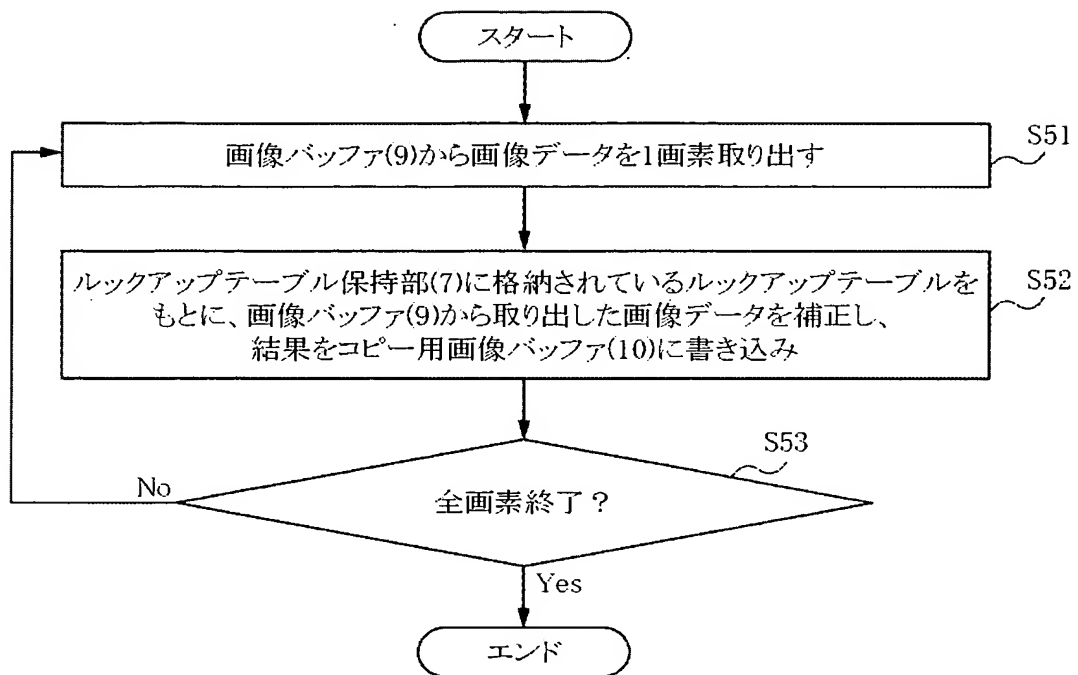 スタート
画像バッファ(9)から画像データを1画素取り出す
S51
ルックアップテーブル保持部(7)に格納されているルックアップテーブルを
もとに、画像バッファ(9)から取り出した画像データを補正し、
結果をコピー用画像バッファ(10)に書き込み
S52
S53
全画素終了？
No
Yes
エンド